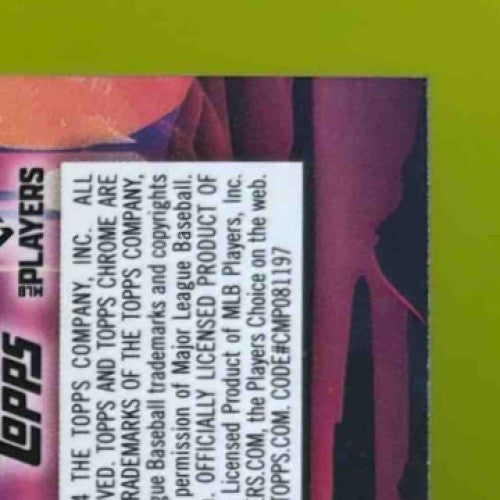 PLAYERS
topps
4 THE TOPPS COMPANY, INC. ALL
VED. TOPPS AND TOPPS CHROME ARE
RADEMARKS OF THE TOPPS COMPANY,
gue Baseball trademarks and copyrights
permission of Major League Baseball.
. OFFICIALLY LICENSED PRODUCT OF
Licensed Product of MLB Players, Inc.
ERS.COM, the Players Choice on the web.
TOPPS.COM. CODE#CMP081197